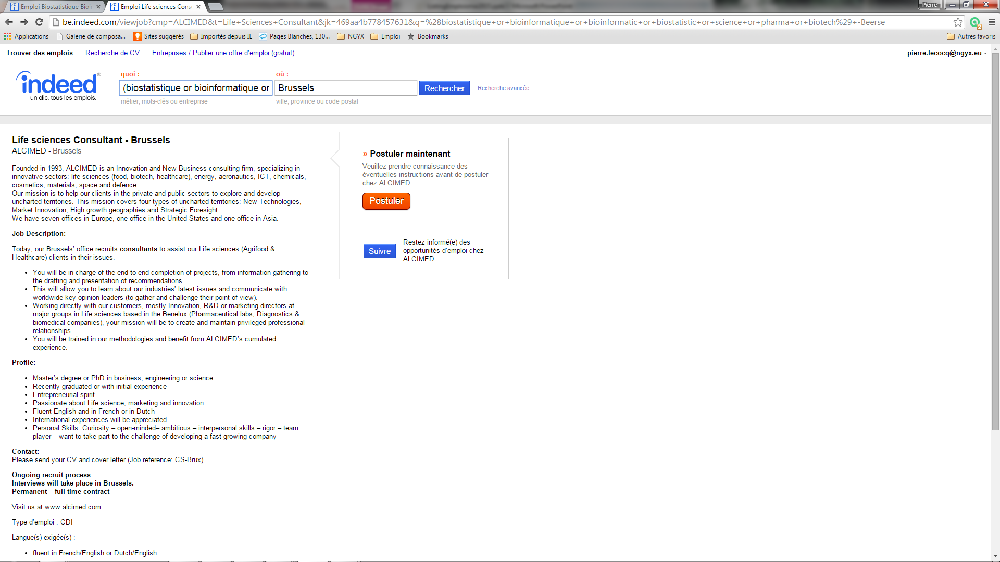 Emploi Biostatistique Bioin
Emploi Life sciences Consu
Pierre
be.indeed.com/viewjob?cmp=ALCIMED&t=Life+Sciences+Consultant&jk=469aa4b778457631&q=%28biostatistique+or+bioinformatique+or+bioinformatic+or+biostatistic+or+science+or+pharma+or+biotech%29+-Beerse
2
Applications
Galerie de composa...
Sites suggérés
Importés depuis IE
Pages Blanches, 130...
NGYX
Emploi
Bookmarks
Autres favoris
Trouver des emplois
Recherche de CV
Entreprises / Publier une offre d'emploi (gratuit)
pierre.lecocq@ngyx.eu
indeed®
un clic. tous les emplois.
quoi :
où :
(biostatistique or bioinformatique or
Brussels
Rechercher
Recherche avancée
métier, mots-clés ou entreprise
ville, province ou code postal
Life sciences Consultant - Brussels
ALCIMED - Brussels
Founded in 1993, ALCIMED is an Innovation and New Business consulting firm, specializing in
innovative sectors: life sciences (food, biotech, healthcare), energy, aeronautics, ICT, chemicals,
cosmetics, materials, space and defence.
Our mission is to help our clients in the private and public sectors to explore and develop
uncharted territories. This mission covers four types of uncharted territories: New Technologies,
Market Innovation, High growth geographies and Strategic Foresight.
We have seven offices in Europe, one office in the United States and one office in Asia.
Job Description:
Today, our Brussels' office recruits consultants to assist our Life sciences (Agrifood &
Healthcare) clients in their issues.
• You will be in charge of the end-to-end completion of projects, from information-gathering to
the drafting and presentation of recommendations.
• This will allow you to learn about our industries' latest issues and communicate with
worldwide key opinion leaders (to gather and challenge their point of view).
• Working directly with our customers, mostly Innovation, R&D or marketing directors at
major groups in Life sciences based in the Benelux (Pharmaceutical labs, Diagnostics &
biomedical companies), your mission will be to create and maintain privileged professional
relationships.
• You will be trained in our methodologies and benefit from ALCIMED's cumulated
experience.
Profile:
• Master's degree or PhD in business, engineering or science
• Recently graduated or with initial experience
• Entrepreneurial spirit
• Passionate about Life science, marketing and innovation
• Fluent English and in French or in Dutch
• International experiences will be appreciated
• Personal Skills: Curiosity – open-minded– ambitious – interpersonal skills – rigor – team
player – want to take part to the challenge of developing a fast-growing company
Contact:
Please send your CV and cover letter (Job reference: CS-Brux)
Ongoing recruit process
Interviews will take place in Brussels.
Permanent – full time contract
Visit us at www.alcimed.com
Type d'emploi : CDI
Langue(s) exigée(s) :
• fluent in French/English or Dutch/English
» Postuler maintenant
Veuillez prendre connaissance des
éventuelles instructions avant de postuler
chez ALCIMED.
Postuler
Suivre
Restez informé(e) des
opportunités d'emploi chez
ALCIMED